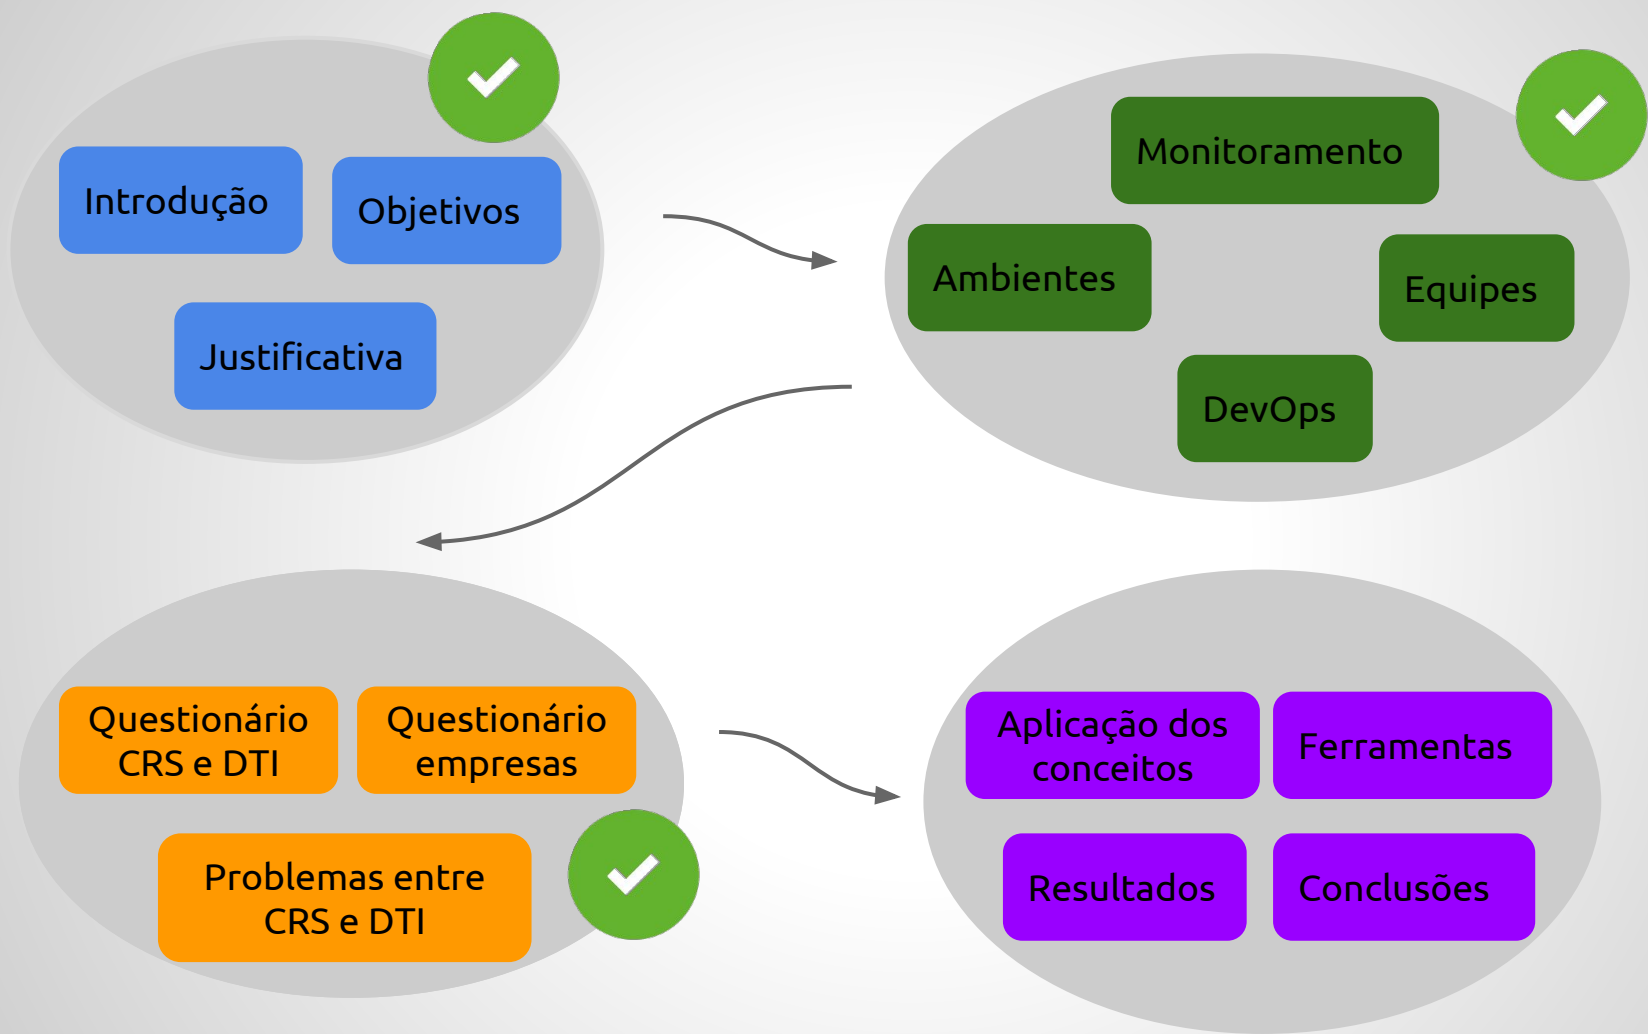 Introdução
Objetivos
Justificativa
Monitoramento
Ambientes
Equipes
DevOps
Questionário
CRS e DTI
Questionário
empresas
Problemas entre
CRS e DTI
Aplicação dos
conceitos
Ferramentas
Resultados
Conclusões